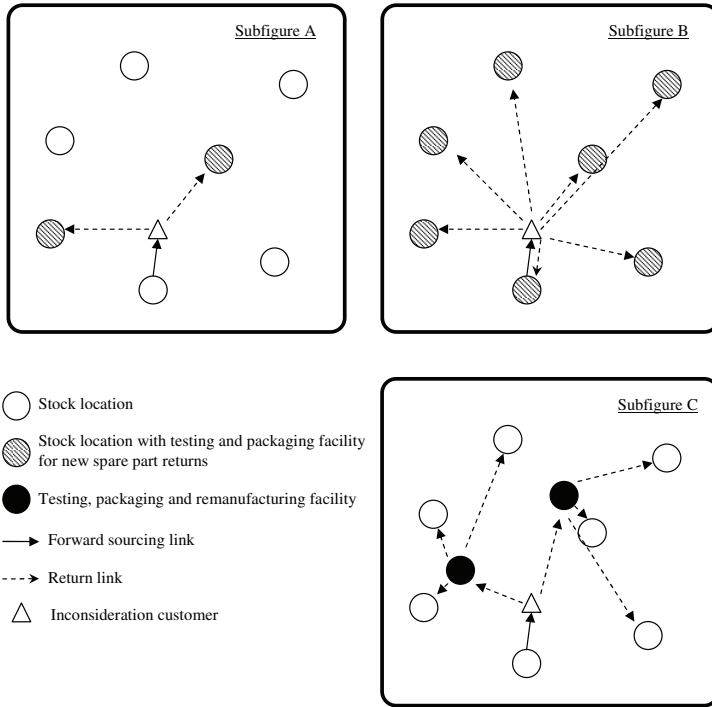 Subfigure A
Subfigure B
Stock location
Stock location with testing and packaging facility
for new spare part returns
Testing, packaging and remanufacturing facility
Forward sourcing link
Return link
Inconsideration customer
Subfigure C